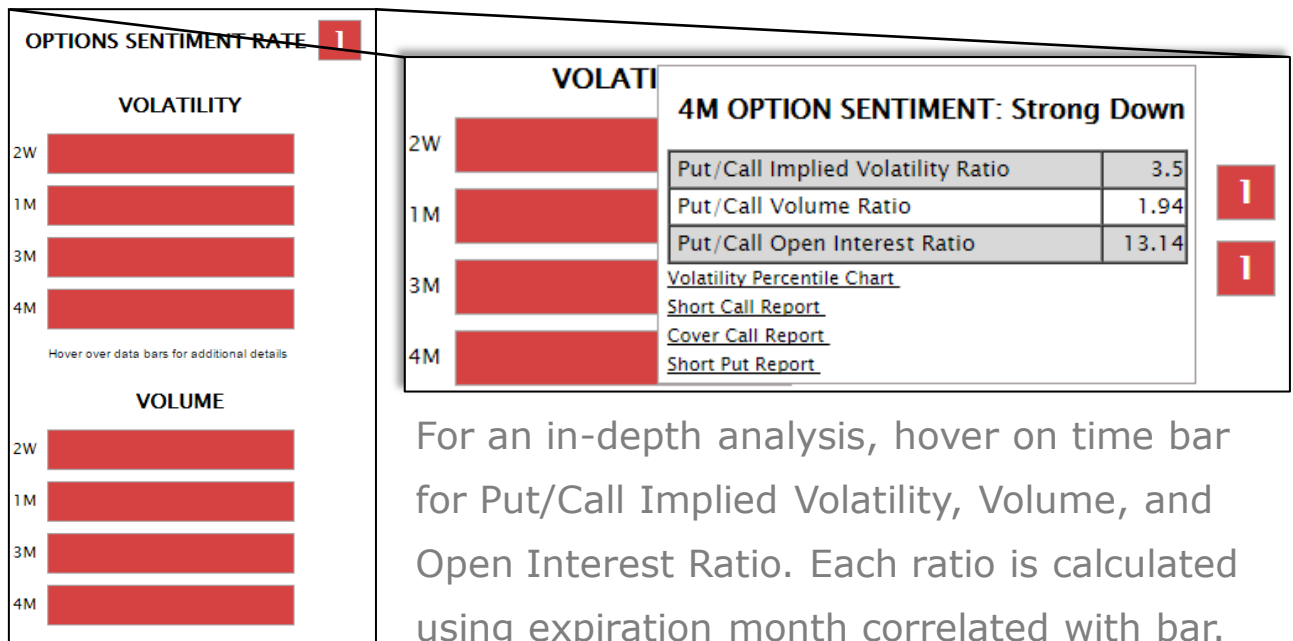 OPTIONS SENTIMENT RATE 1
VOLATILITY
2W
1M
3M
4M
Hover over data bars for additional details
VOLUME
2W
1M
3M
4M
VOLATI
2W
1M
3M
4M
4M OPTION SENTIMENT: Strong Down
Put/Call Implied Volatility Ratio 3.5
Put/Call Volume Ratio 1.94
Put/Call Open Interest Ratio 13.14
Volatility Percentile Chart
Short Call Report
Cover Call Report
Short Put Report
1
1
For an in-depth analysis, hover on time bar
for Put/Call Implied Volatility, Volume, and
Open Interest Ratio. Each ratio is calculated
using expiration month correlated with bar.